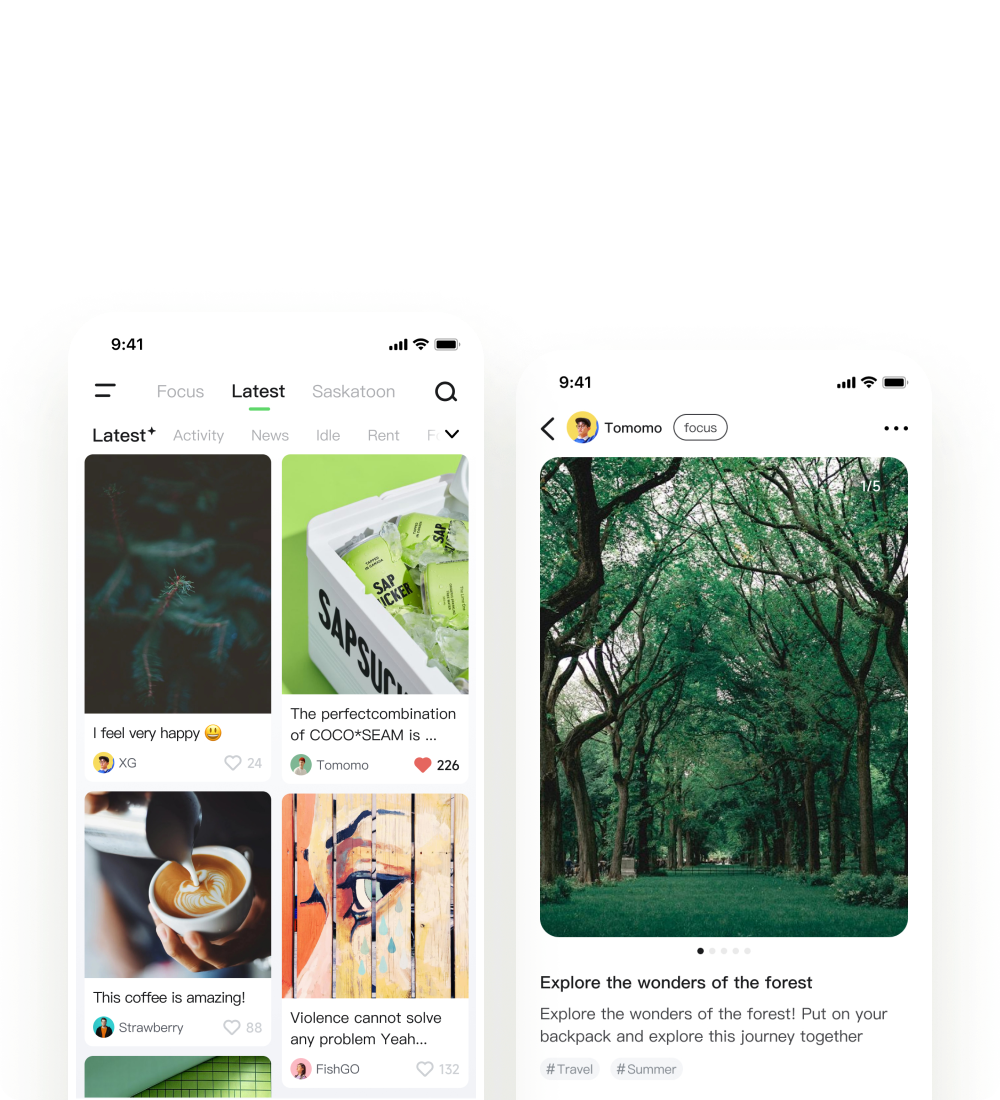 9:41
Focus Latest Saskatoon
Latest Activity News Idle Rent
I feel very happy 😃
XG 24
SAP
SAP
SAPSUC
The perfectcombination
of COCO*SEAM is ...
Tomomo 226
This coffee is amazing!
Strawberry 88
Violence cannot solve
any problem Yeah...
FishGO 132
9:41
Tomomo focus
1/5
Explore the wonders of the forest
Explore the wonders of the forest! Put on your
backpack and explore this journey together
#Travel #Summer